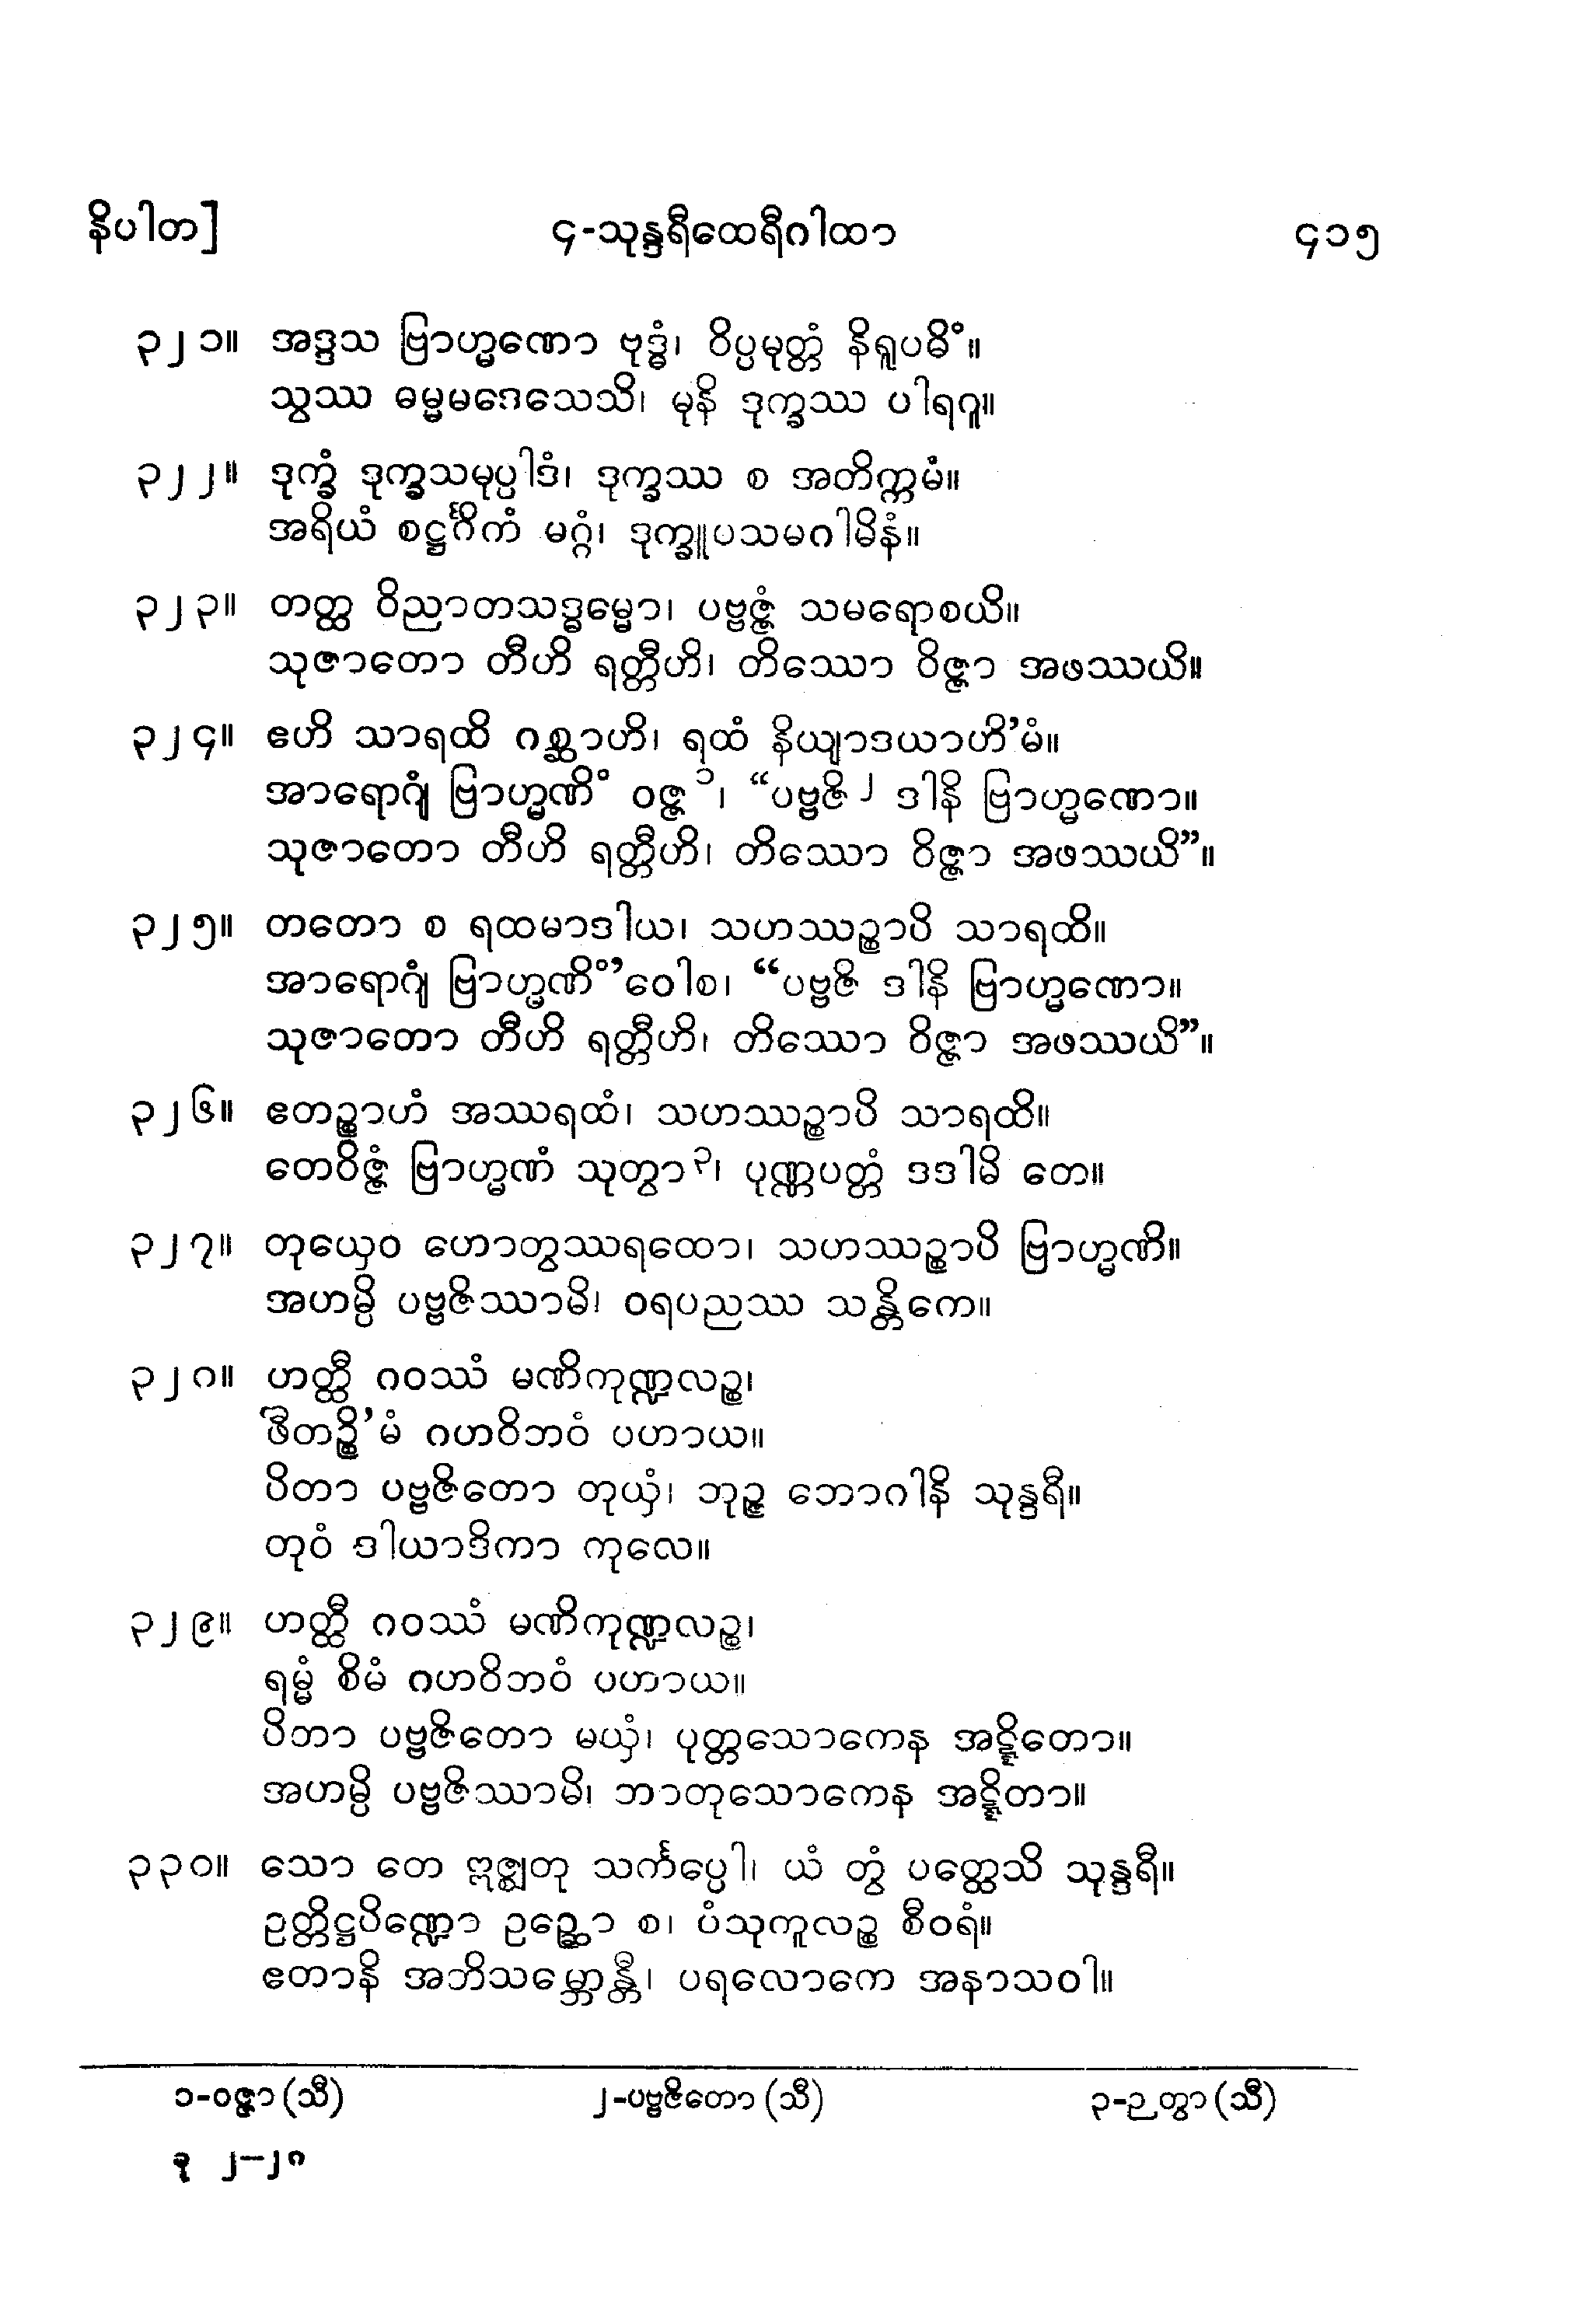 နိပါတ]	၄-သုန္ဒရီထေရီဂါထာ	၄၁၅
၃၂၁။ အဒ္ဒသ ဗြာဟ္မဏော ဗုဒ္ဓံ၊ ဝိပ္ပမုတ္တံ နိရူပဓိံ။
သွဿ ဓမ္မမဒေသေသိ၊ မုနိ ဒုက္ခဿ ပါရဂူ။
၃၂၂။ ဒုက္ခံ ဒုက္ခသမုပ္ပါဒံ၊ ဒုက္ခဿ စ အတိက္ကမံ။
အရိယံ စဋ္ဌင်္ဂိကံ မဂ္ဂံ၊ ဒုက္ခူပသမဂါမိနံ။
၃၂၃။ တတ္ထ ဝိညာတသဒ္ဓမ္မော၊ ပဗ္ဗဇ္ဇံ သမရောစယိ။
သုဇာတော တီဟိ ရတ္တီဟိ၊ တိဿော ဝိဇ္ဇာ အဖဿယိ။
၃၂၄။ ဧဟိ သာရထိ ဂစ္ဆာဟိ၊ ရထံ နိယျာဒယာဟိ’မံ။
အာရောဂျံ ဗြာဟ္မဏိံ ဝဇ္ဇ၁၊ “ပဗ္ဗဇိ၂ ဒါနိ ဗြာဟ္မဏော။
သုဇာတော တီဟိ ရတ္တီဟိ၊ တိဿော ဝိဇ္ဇာ အဖဿယိ”။
၃၂၅။ တတော စ ရထမာဒါယ၊ သဟဿဉ္စာပိ သာရထိ။
အာရောဂျံ ဗြာဟ္မဏိံ’ဝေါစ၊ “ပဗ္ဗဇိ ဒါနိ ဗြာဟ္မဏော။
သုဇာတော တီဟိ ရတ္တီဟိ၊ တိဿော ဝိဇ္ဇာ အဖဿယိ”။
၃၂၆။ ဧတဉ္စာဟံ အဿရထံ၊ သဟဿဉ္စာပိ သာရထိ။
တေဝိဇ္ဇံ ဗြာဟ္မဏံ သုတွာ၃၊ ပုဏ္ဏပတ္တံ ဒဒါမိ တေ။
၃၂၇။ တုယှေဝ ဟောတွဿရထော၊ သဟဿဉ္စာပိ ဗြာဟ္မဏိ။
အဟမ္ပိ ပဗ္ဗဇိဿာမိ၊ ဝရပညဿ သန္တိကေ။
၃၂၈။ ဟတ္ထီ ဂဝဿံ မဏိကုဏ္ဍလဉ္စ၊
ဖီတဉ္စိ’မံ ဂဟဝိဘဝံ ပဟာယ။
ပိတာ ပဗ္ဗဇိတော တုယှံ၊ ဘုဉ္ဇ ဘောဂါနိ သုန္ဒရီ။
တုဝံ ဒါယာဒိကာ ကုလေ။
၃၂၉။ ဟတ္ထီ ဂဝဿံ မဏိကုဏ္ဍလဉ္စ၊
ရမ္မံ စိမံ ဂဟဝိဘဝံ ပဟာယ။
ပိတာ ပဗ္ဗဇိတော မယှံ၊ ပုတ္တသောကေန အဋ္ဋိတော။
အဟမ္ပိ ပဗ္ဗဇိဿာမိ၊ ဘာတုသောကေန အဋ္ဋိတာ။
၃၃၀။ သော တေ ဣဇ္ဈတု သင်္ကပ္ပေါ၊ ယံ တွံ ပတ္ထေသိ သုန္ဒရီ။
ဥတ္တိဋ္ဌပိဏ္ဍော ဥဉ္ဆော စ၊ ပံသုကူလဉ္စ စီဝရံ။
ဧတာနိ အဘိသမ္ဘောန္တီ၊ ပရလောကေ အနာသဝါ။
၁-ဝဇ္ဇာ (သီ)	၂-ပဗ္ဗဇိတော (သီ)	၃-ဉတွာ (သီ)
ခု ၂–၂၈